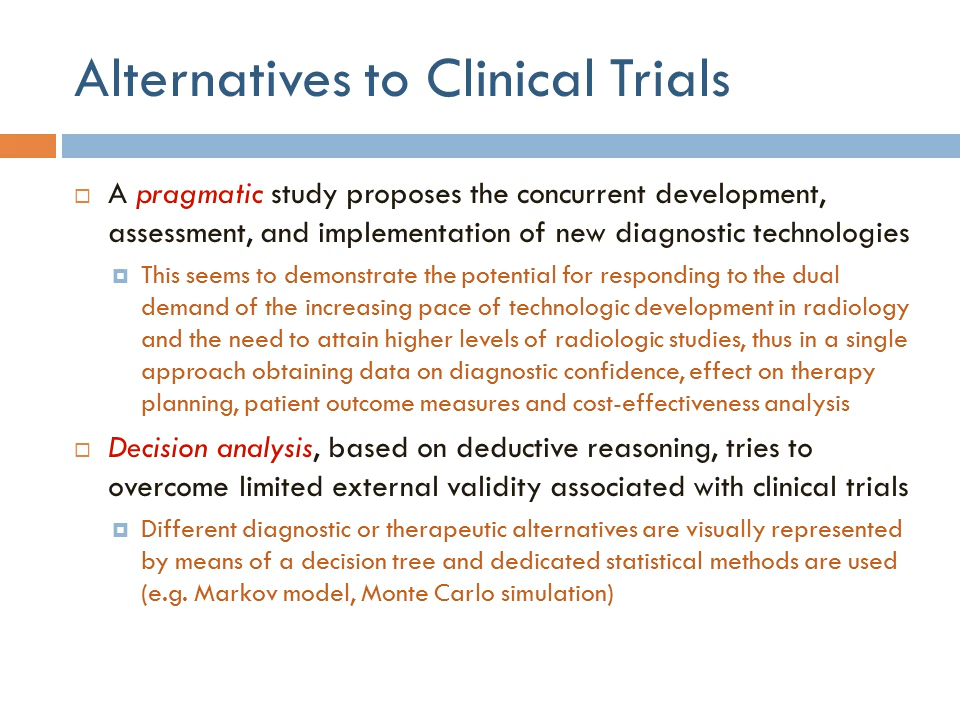 Alternatives to Clinical Trials
A pragmatic study proposes the concurrent development,
assessment, and implementation of new diagnostic technologies
This seems to demonstrate the potential for responding to the dual
demand of the increasing pace of technologic development in radiology
and the need to attain higher levels of radiologic studies, thus in a single
approach obtaining data on diagnostic confidence, effect on therapy
planning, patient outcome measures and cost-effectiveness analysis
Decision analysis, based on deductive reasoning, tries to
overcome limited external validity associated with clinical trials
Different diagnostic or therapeutic alternatives are visually represented
by means of a decision tree and dedicated statistical methods are used
(e.g. Markov model, Monte Carlo simulation)